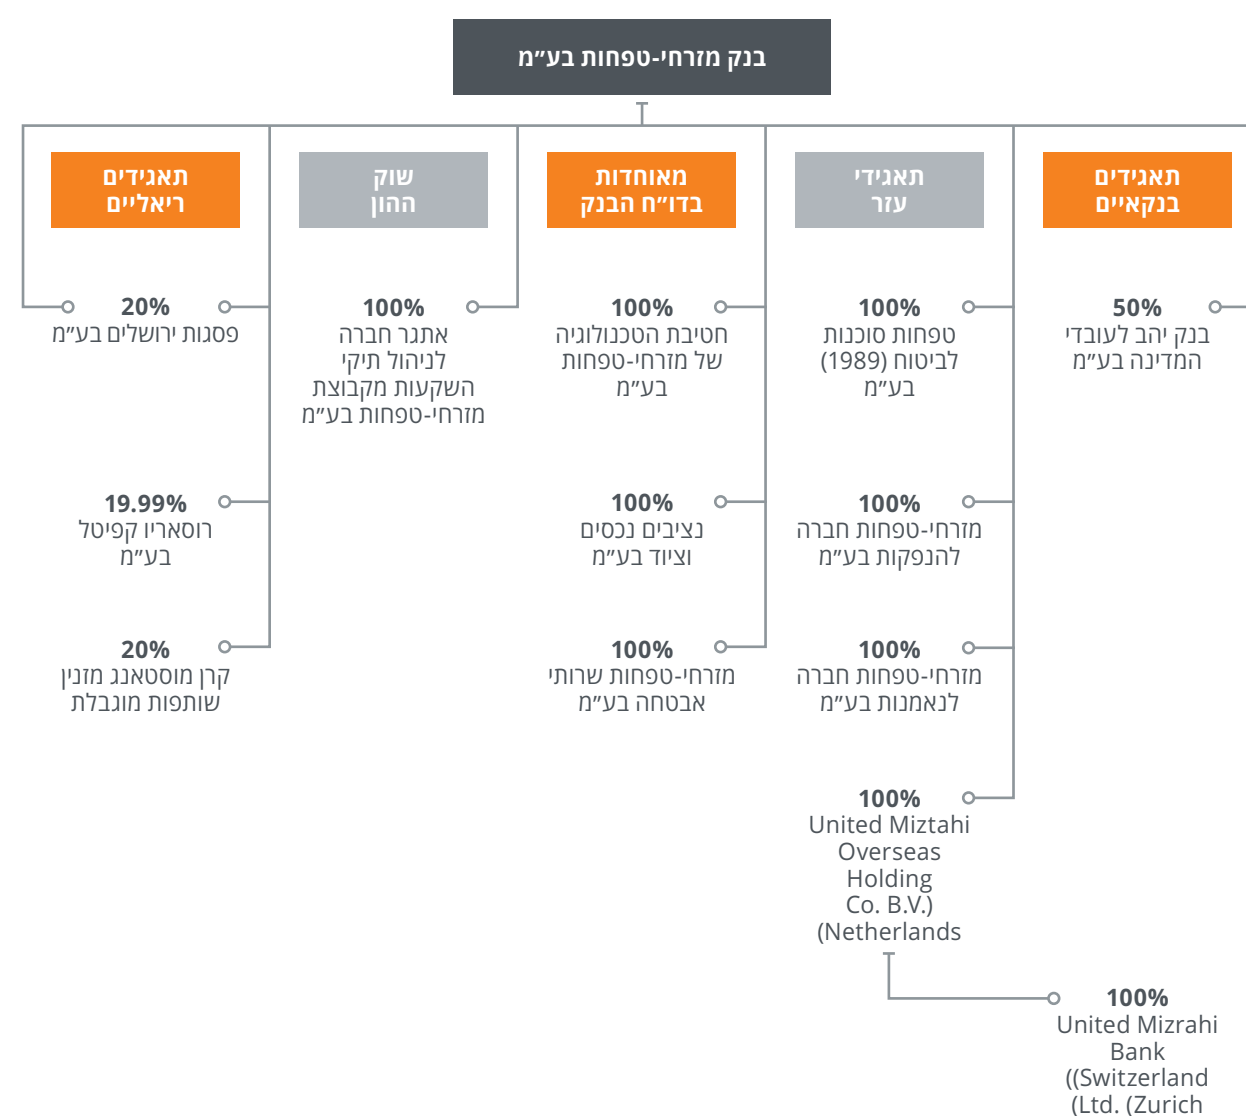 בנק מזרחי-טפחות בע״מ
תאגידים
בנקאיים
50%
בנק יהב לעובדי
המדינה בע״מ
תאגידי
עזר
100%
טפחות סוכנות
לביטוח (1989)
בע״מ
100%
מזרחי-טפחות חברה
להנפקות בע״מ
100%
מזרחי-טפחות חברה
לנאמנות בע״מ
100%
United Miztahi
Overseas
Holding
Co. B.V.)
(Netherlands
100%
United Mizrahi
Bank
((Switzerland
(Ltd. (Zurich
מאוחדות
בדו״ח הבנק
100%
חטיבת הטכנולוגיה
של מזרחי-טפחות
בע״מ
100%
נציבים נכסים
וציוד בע״מ
100%
מזרחי-טפחות שרותי
אבטחה בע״מ
שוק
ההון
100%
אתגר חברה
לניהול תיקי
השקעות מקבוצת
מזרחי-טפחות בע״מ
תאגידים
ריאליים
20%
פסגות ירושלים בע״מ
19.99%
רוסאריו קפיטל
בע״מ
20%
קרן מוסטאנג מזנין
שותפות מוגבלת